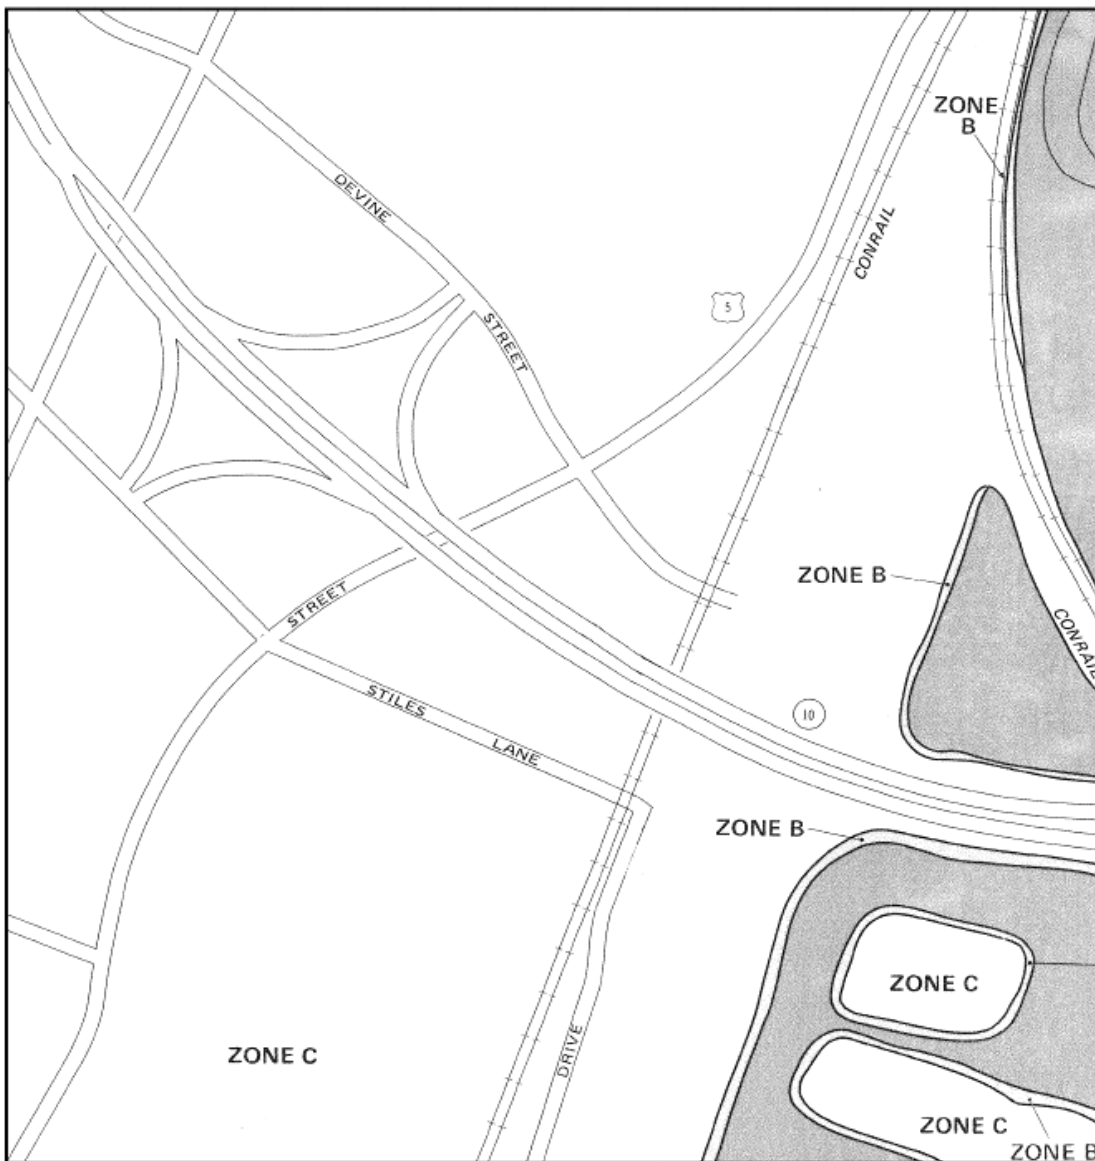 ZONE
B
DEVINE
CONRAIL
5
STREET
ZONE B
STREET
CONRAIL
STILES
10
LANE
ZONE B
ZONE C
DRIVE
ZONE C
ZONE C
ZONE B